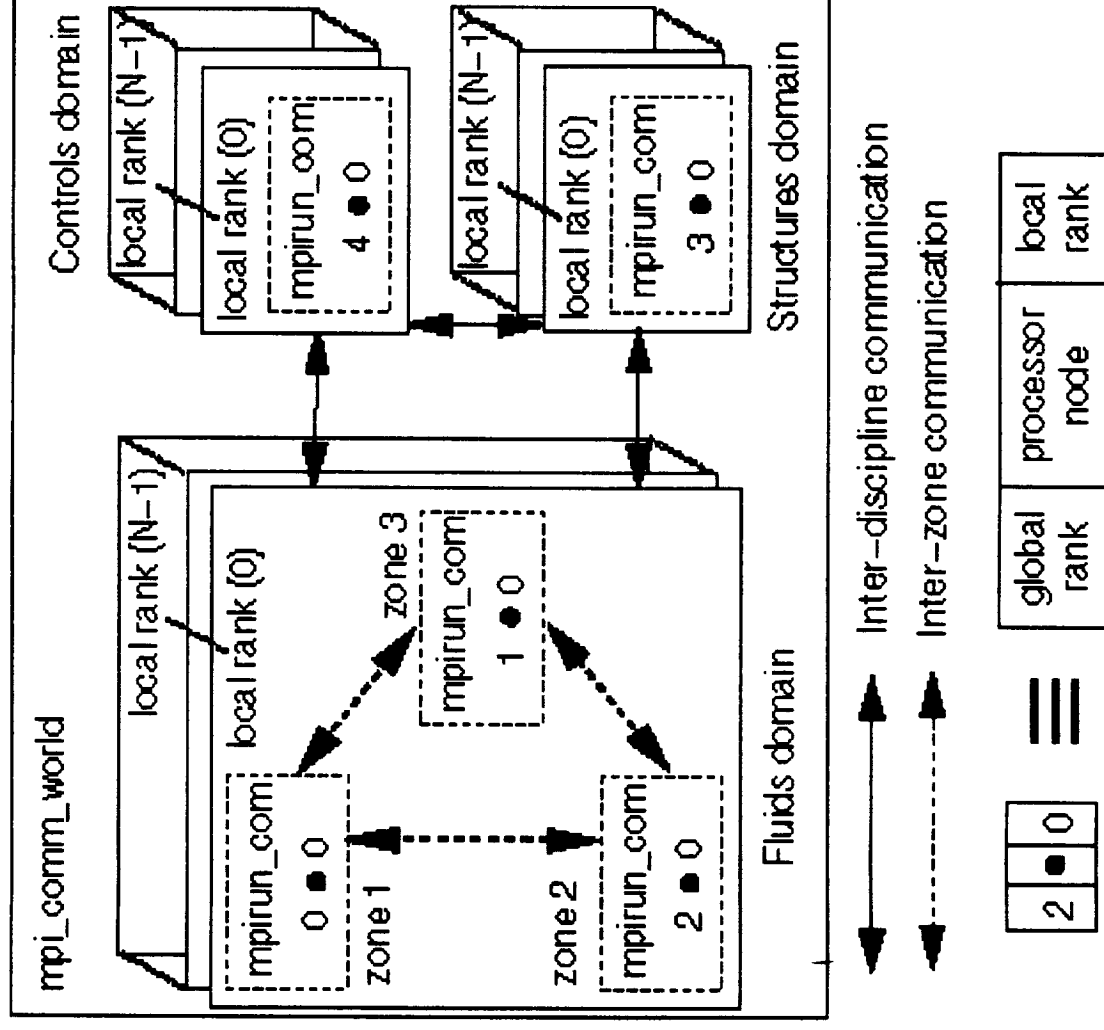 mpi_comm_world
local rank (N–1)
local rank (0)
mpirun_com
0 0
zone 1
zone 3
mpirun_com
1 0
zone 2
mpirun_com
2 0
Fluids domain
Controls domain
local rank (N–1)
local rank (0)
mpirun_com
4 0
local rank (N–1)
local rank (0)
mpirun_com
3 0
Structures domain
Inter–discipline communication
Inter–zone communication
2 0
global rank
processor node
local rank